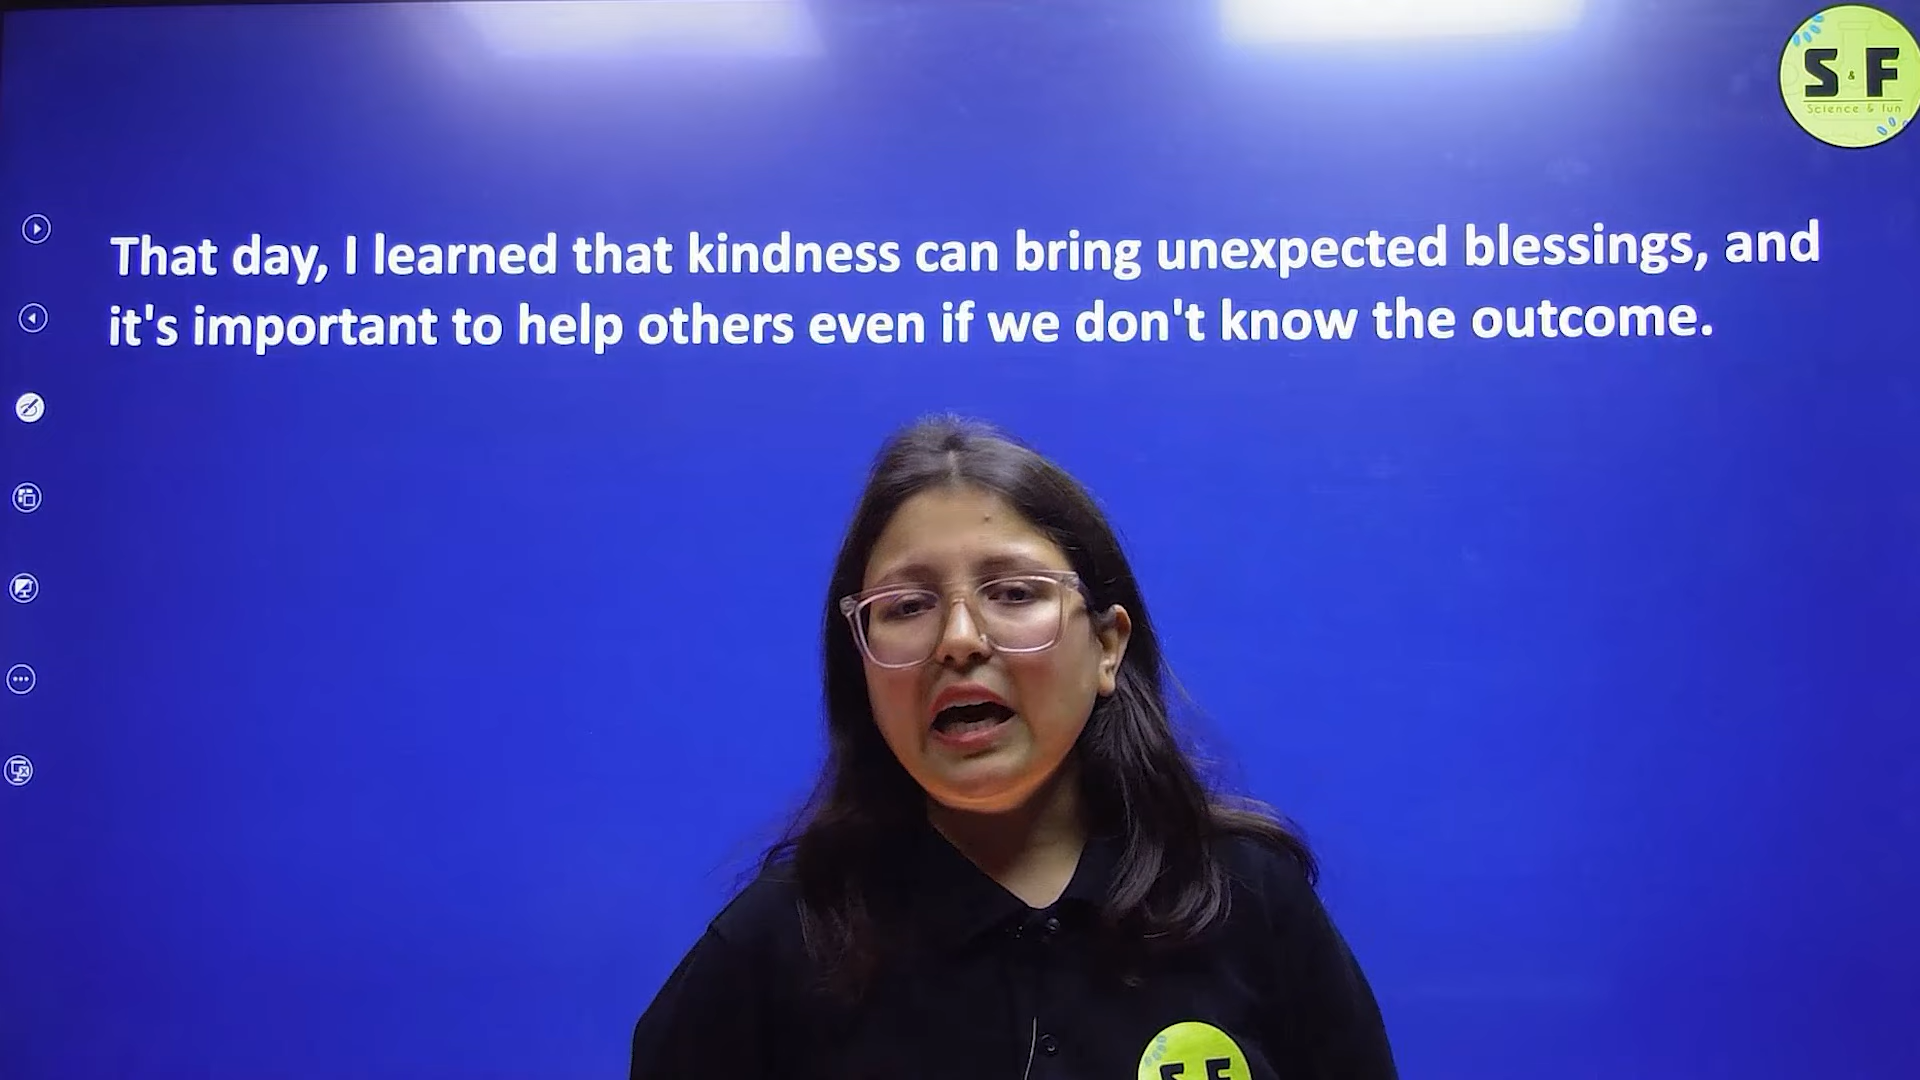 S & F
Science & fun
That day, I learned that kindness can bring unexpected blessings, and
it's important to help others even if we don't know the outcome.
S F